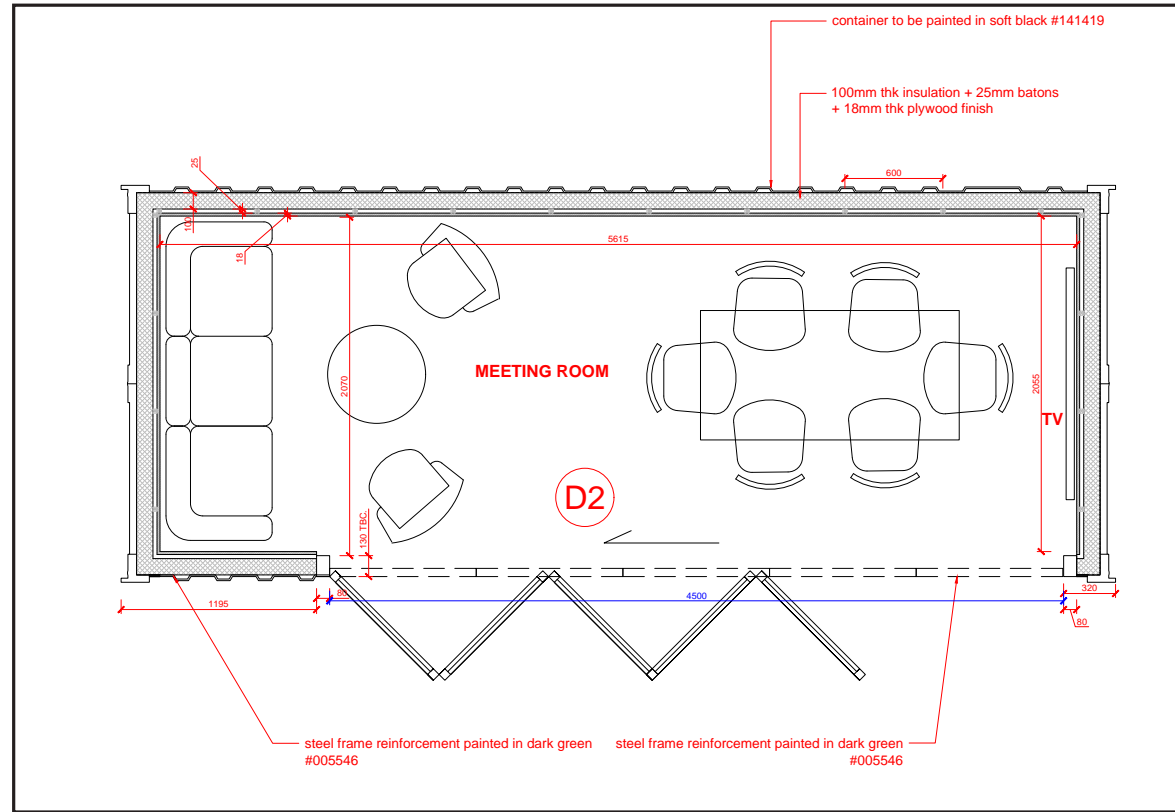 container to be painted in soft black #141419
100mm thk insulation + 25mm batons
+ 18mm thk plywood finish
25
600
100
18
5615
MEETING ROOM
2070
2055
TV
D2
130 TBC.
80
1195
4500
320
80
steel frame reinforcement painted in dark green
#005546
steel frame reinforcement painted in dark green
#005546